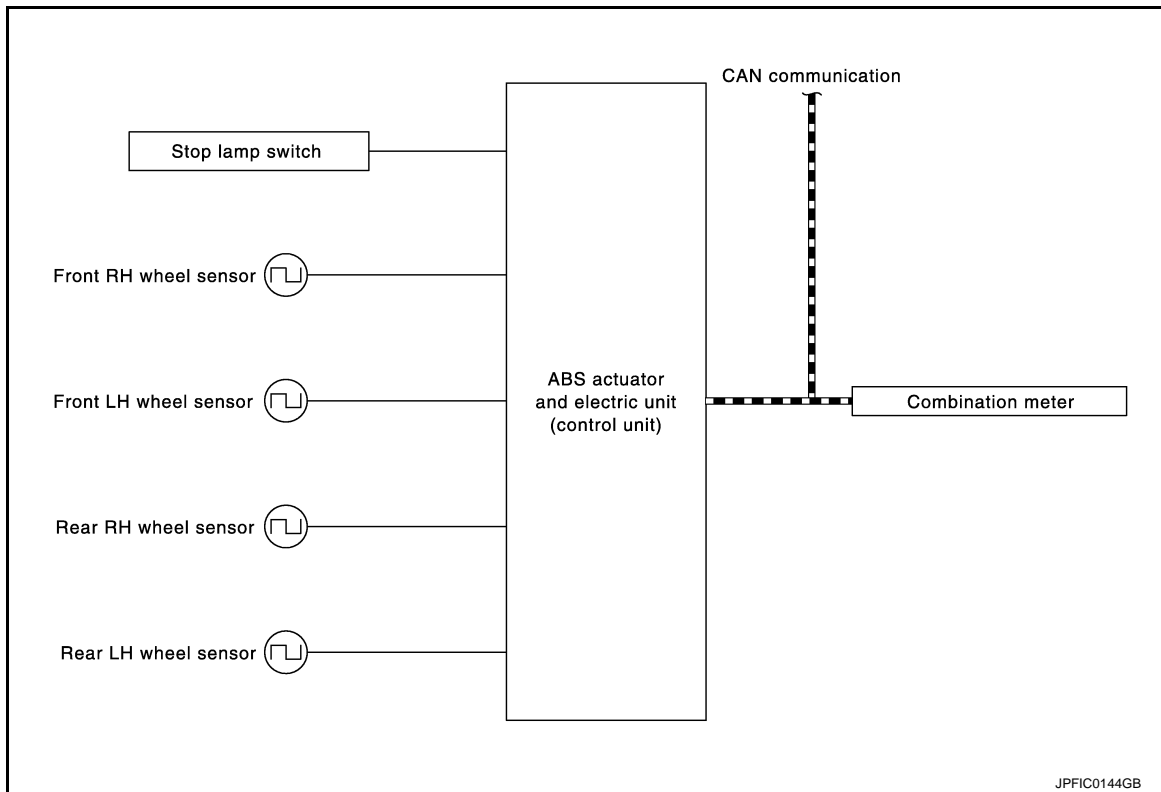 CAN communication
Stop lamp switch
Front RH wheel sensor
Front LH wheel sensor
ABS actuator
and electric unit
(control unit)
Combination meter
Rear RH wheel sensor
Rear LH wheel sensor
JPFIC0144GB